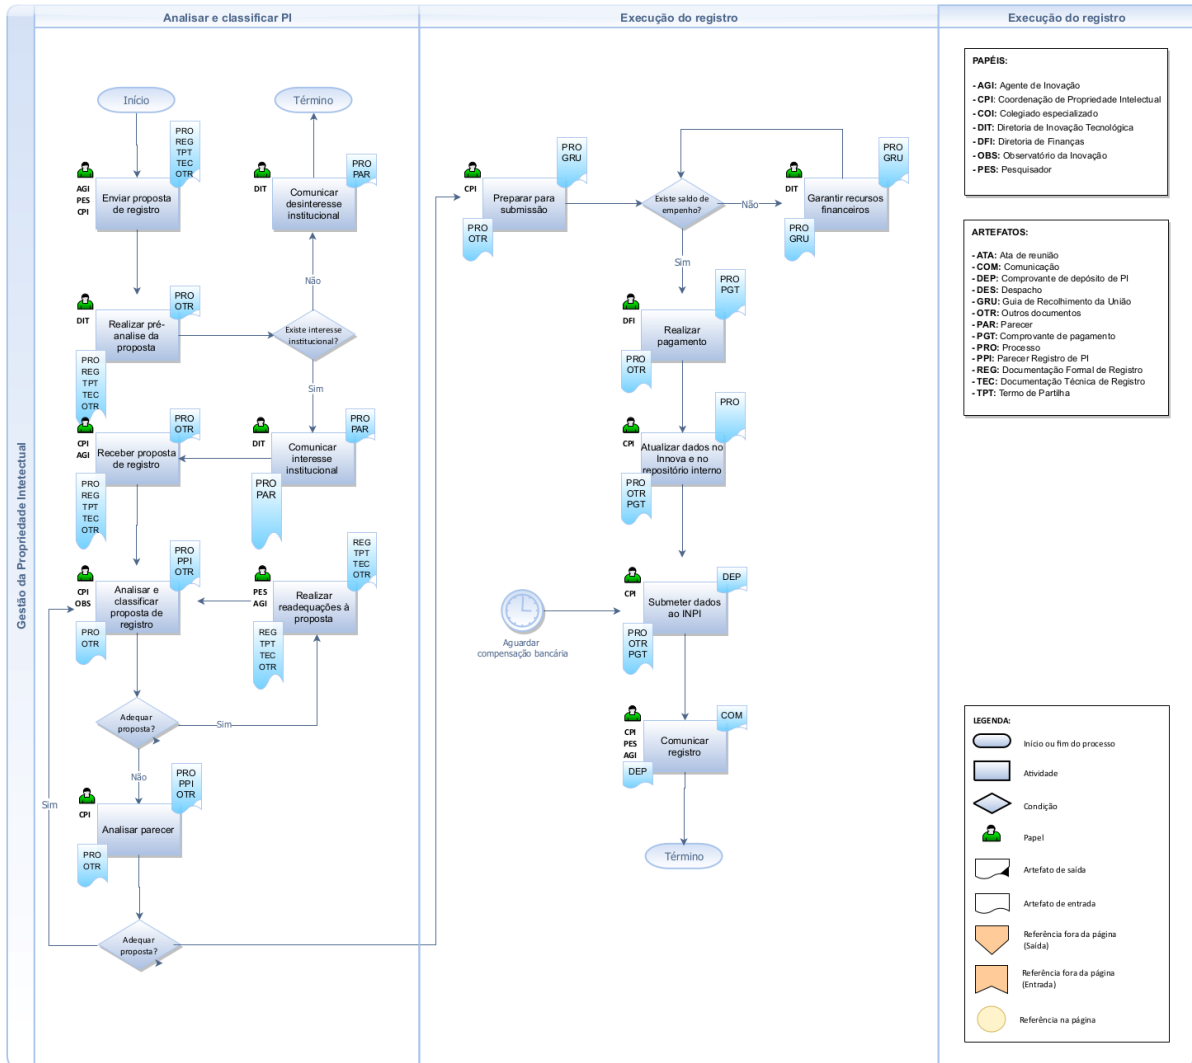 Analisar e classificar PI
Execução do registro
Execução do registro
Gestão da Propriedade Intetectual
Início
Término
PRO
REG
TPT
TEC
OTR
AGI
PES
CPI
Enviar proposta
de registro
PRO
PAR
DIT
Comunicar
desinteresse
institucional
Não
PRO
OTR
DIT
Realizar pré-
analise da
proposta
PRO
REG
TPT
TEC
OTR
Existe interesse
institucional?
Sim
PRO
OTR
CPI
AGI
Receber proposta
de registro
PRO
REG
TPT
TEC
OTR
PRO
PAR
DIT
Comunicar
interesse
institucional
PRO
PAR
PRO
PPI
OTR
CPI
OBS
Analisar e
classificar
proposta de
registro
PRO
OTR
REG
TPT
TEC
OTR
PES
AGI
Realizar
readequações à
proposta
REG
TPT
TEC
OTR
Adequar
proposta?
Sim
Não
PRO
PPI
OTR
CPI
Analisar parecer
PRO
OTR
Sim
Adequar
proposta?
PRO
GRU
CPI
Preparar para
submissão
PRO
OTR
Existe saldo de
empenho?
Não
PRO
GRU
DIT
Garantir recursos
financeiros
PRO
GRU
Sim
PRO
PGT
DFI
Realizar
pagamento
PRO
OTR
PRO
CPI
Atualizar dados no
Innova e no
repositório interno
PRO
OTR
PGT
Aguardar
compensação bancária
DEP
CPI
Submeter dados
ao INPI
PRO
OTR
PGT
COM
CPI
PES
AGI
Comunicar
registro
DEP
Término
PAPÉIS:
- AGI: Agente de Inovação
- CPI: Coordenação de Propriedade Intelectual
- COI: Colegiado especializado
- DIT: Diretoria de Inovação Tecnológica
- DFI: Diretoria de Finanças
- OBS: Observatório da Inovação
- PES: Pesquisador
ARTEFATOS:
- ATA: Ata de reunião
- COM: Comunicação
- DEP: Comprovante de depósito de PI
- DES: Despacho
- GRU: Guia de Recolhimento da União
- OTR: Outros documentos
- PAR: Parecer
- PGT: Comprovante de pagamento
- PRO: Processo
- PPI: Parecer Registro de PI
- REG: Documentação Formal de Registro
- TEC: Documentação Técnica de Registro
- TPT: Termo de Partilha
LEGENDA:
Início ou fim do processo
Atividade
Condição
Papel
Artefato de saída
Artefato de entrada
Referência fora da página
(Saída)
Referência fora da página
(Entrada)
Referência na página